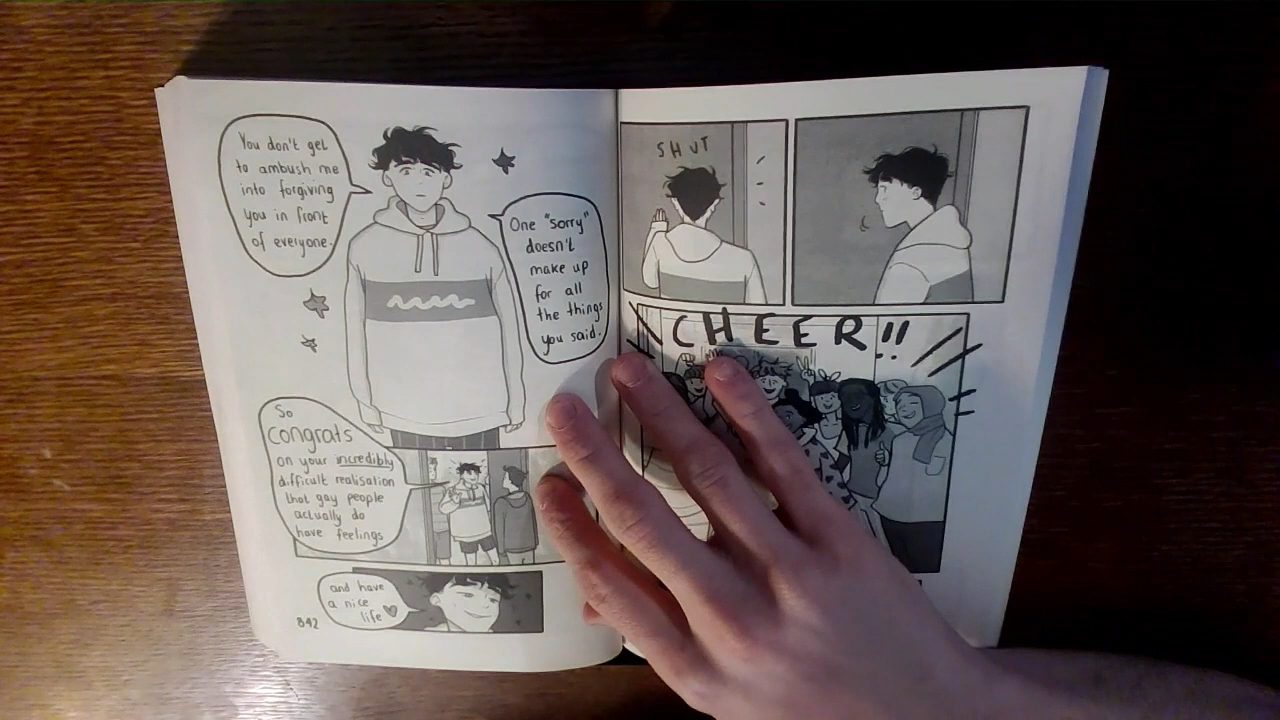 You don't get
to ambush me
into forgiving
you in front
of everyone.
One "sorry"
doesn't
make up
for all
the things
you said.
So
congrats
on your incredibly
difficult realisation
that gay people
actually do
have feelings
and have
a nice
life♥
842
SHUT
CHEER!!